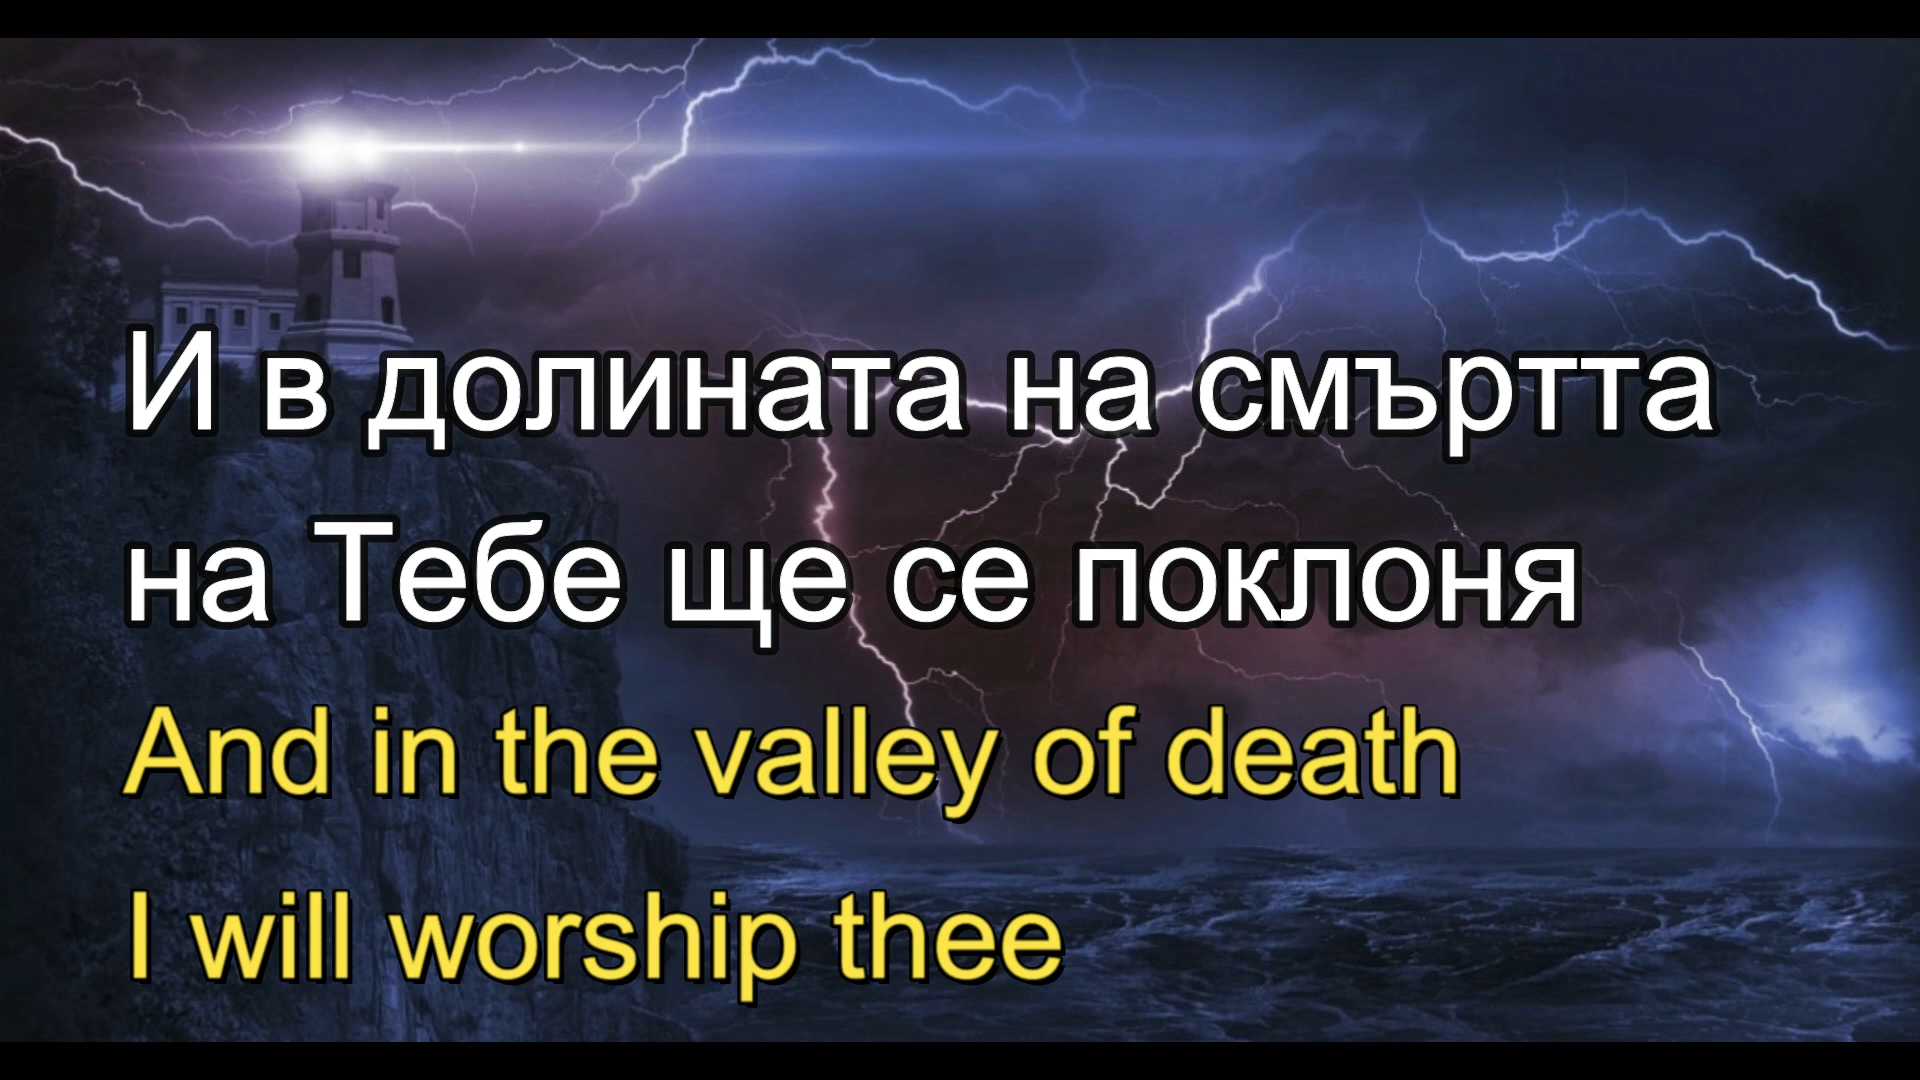 И в долината на смъртта
на Тебе ще се поклоня
And in the valley of death
I will worship thee